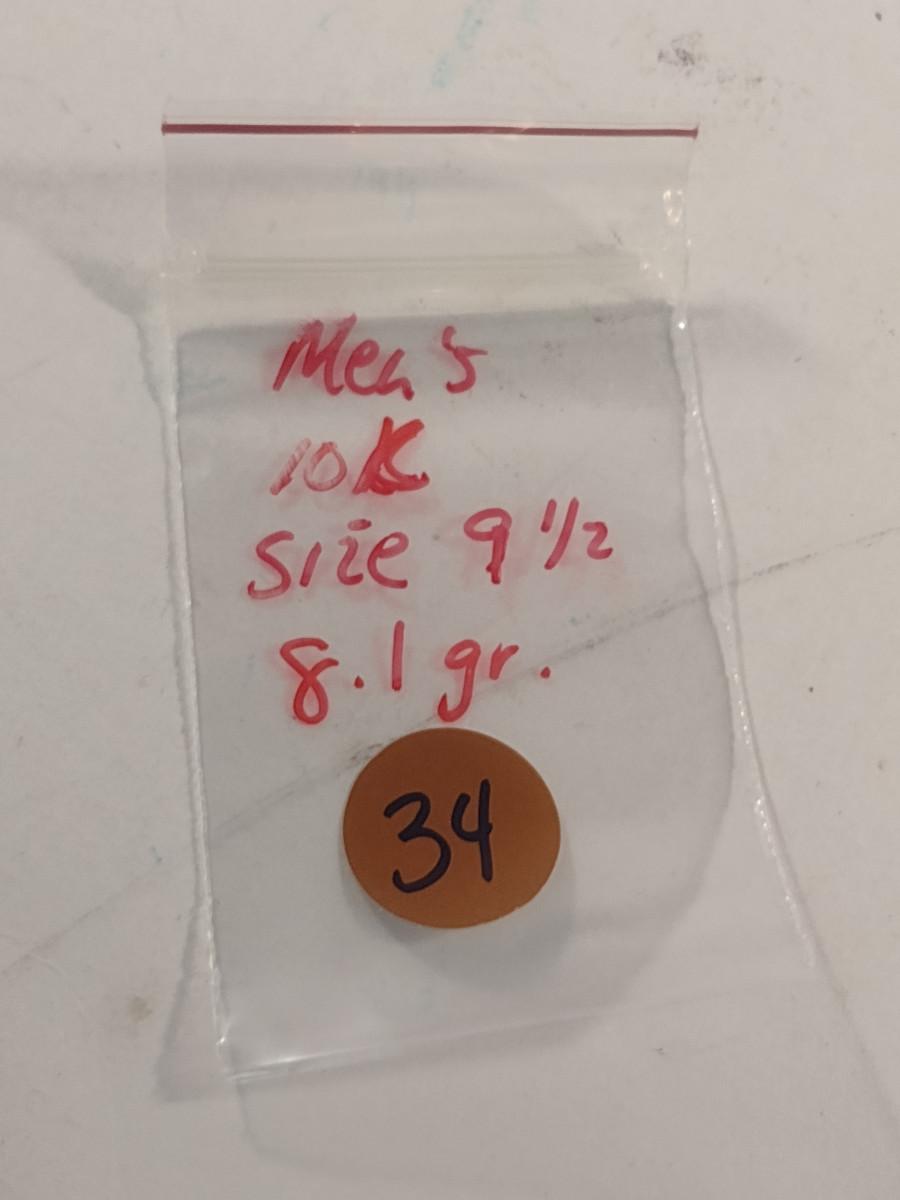 Men's
10K
Size 9 1/2
8.1 gr.
34